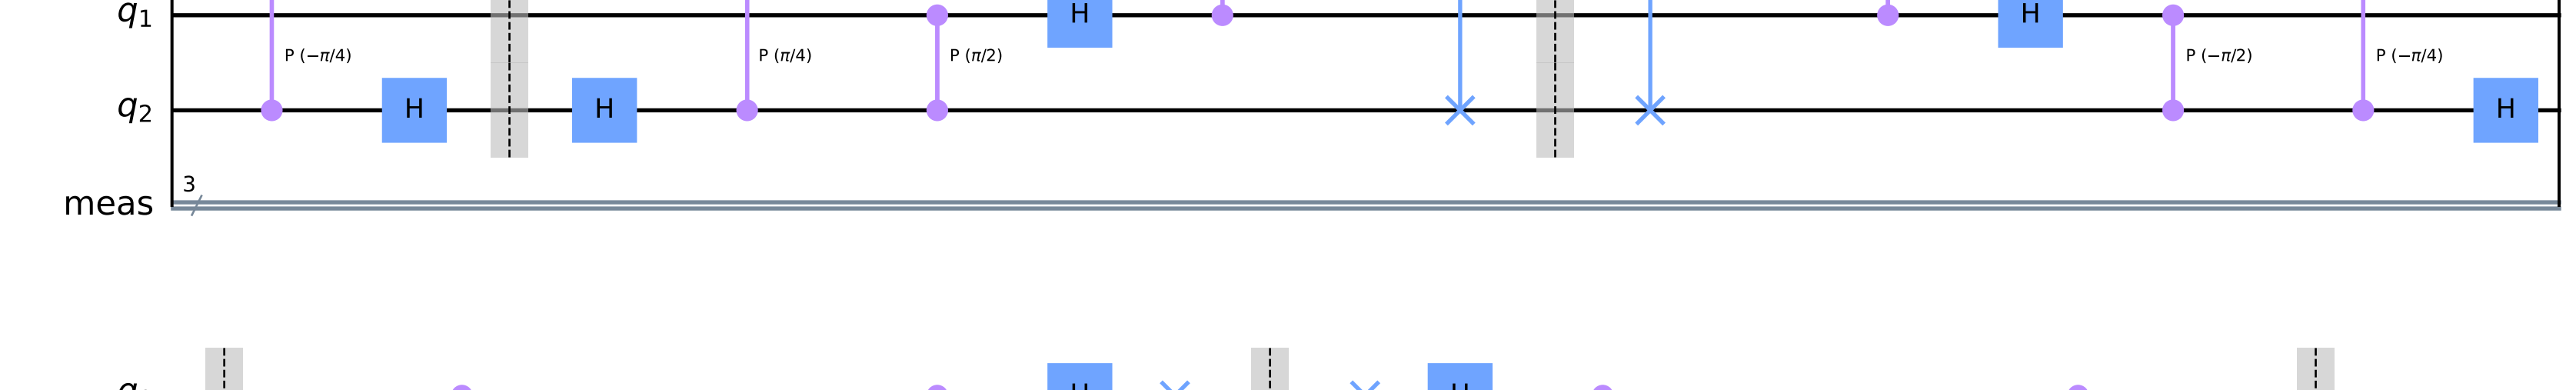 q1 H H
P (−π/4) P (π/4) P (π/2) P (−π/2) P (−π/4)
q2 H H H
3
meas
H H